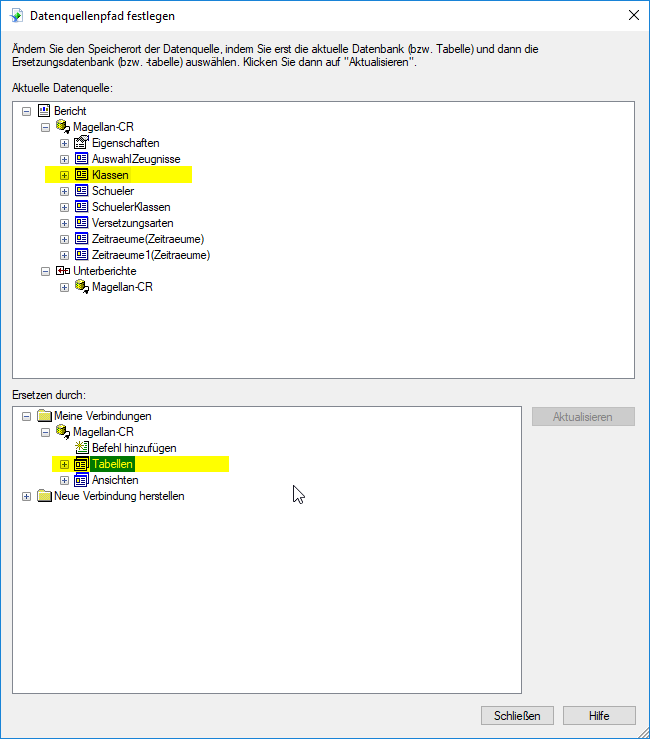 Datenquellenpfad festlegen
Ändern Sie den Speicherort der Datenquelle, indem Sie erst die aktuelle Datenbank (bzw. Tabelle) und dann die
Ersetzungsdatenbank (bzw. -tabelle) auswählen. Klicken Sie dann auf "Aktualisieren".
Aktuelle Datenquelle:
Bericht
Magellan-CR
Eigenschaften
AuswahlZeugnisse
Klassen
Schueler
SchuelerKlassen
Versetzungsarten
Zeitraeume(Zeitraeume)
Zeitraeume1(Zeitraeume)
Unterberichte
Magellan-CR
Ersetzen durch:
Meine Verbindungen
Magellan-CR
Befehl hinzufügen
Tabellen
Ansichten
Neue Verbindung herstellen
Aktualisieren
Schließen
Hilfe